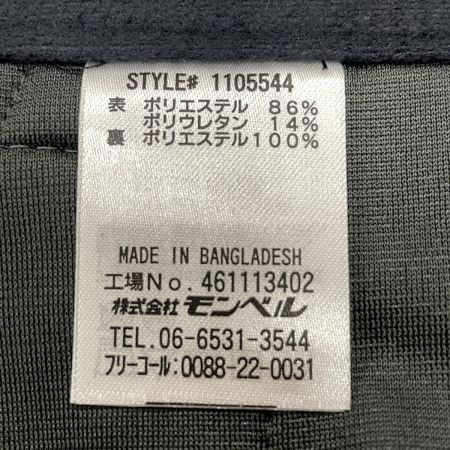 STYLE# 1105544
表 ポリエステル 86%
ポリウレタン 14%
裏 ポリエステル100%
MADE IN BANGLADESH
工場No. 461113402
株式会社 モンベル
TEL. 06-6531-3544
フリーコール:0088-22-0031